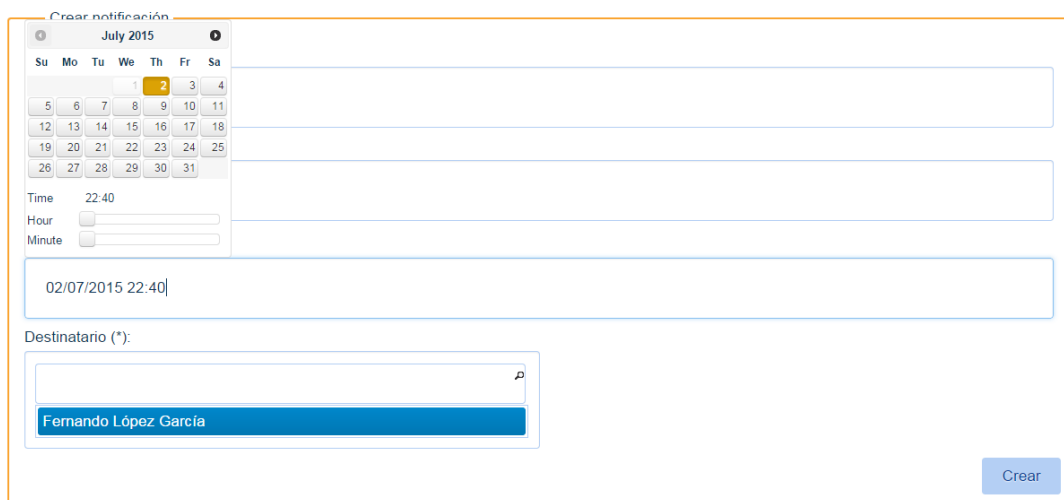 Crear notificación
July 2015
Su Mo Tu We Th Fr Sa
1 2 3 4
5 6 7 8 9 10 11
12 13 14 15 16 17 18
19 20 21 22 23 24 25
26 27 28 29 30 31
Time 22:40
Hour
Minute
02/07/2015 22:40
Destinatario (*):
Fernando López García
Crear